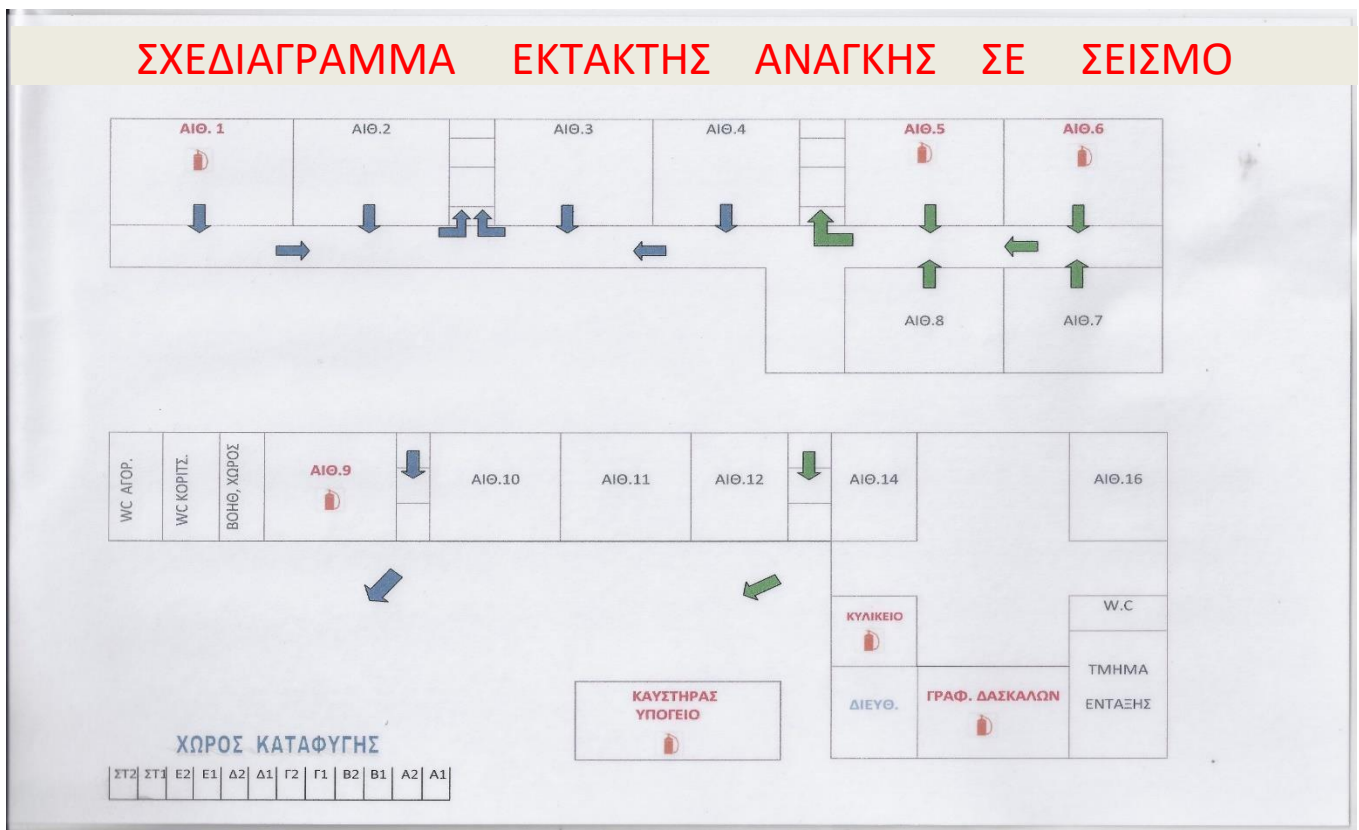 ΣΧΕΔΙΑΓΡΑΜΜΑ ΕΚΤΑΚΤΗΣ ΑΝΑΓΚΗΣ ΣΕ ΣΕΙΣΜΟ
ΑΙΘ. 1
ΑΙΘ.2
ΑΙΘ.3
ΑΙΘ.4
ΑΙΘ.5
ΑΙΘ.6
ΑΙΘ.8
ΑΙΘ.7
WC ΑΓΟΡ.
WC ΚΟΡΙΤΣ.
ΒΟΗΘ, ΧΩΡΟΣ
ΑΙΘ.9
ΑΙΘ.10
ΑΙΘ.11
ΑΙΘ.12
ΑΙΘ.14
ΑΙΘ.16
ΚΥΛΙΚΕΙΟ
W.C
ΤΜΗΜΑ
ΕΝΤΑΞΗΣ
ΔΙΕΥΘ.
ΓΡΑΦ. ΔΑΣΚΑΛΩΝ
ΚΑΥΣΤΗΡΑΣ
ΥΠΟΓΕΙΟ
ΧΩΡΟΣ ΚΑΤΑΦΥΓΗΣ
ΣΤ2 ΣΤ1 Ε2 Ε1 Δ2 Δ1 Γ2 Γ1 Β2 Β1 Α2 Α1